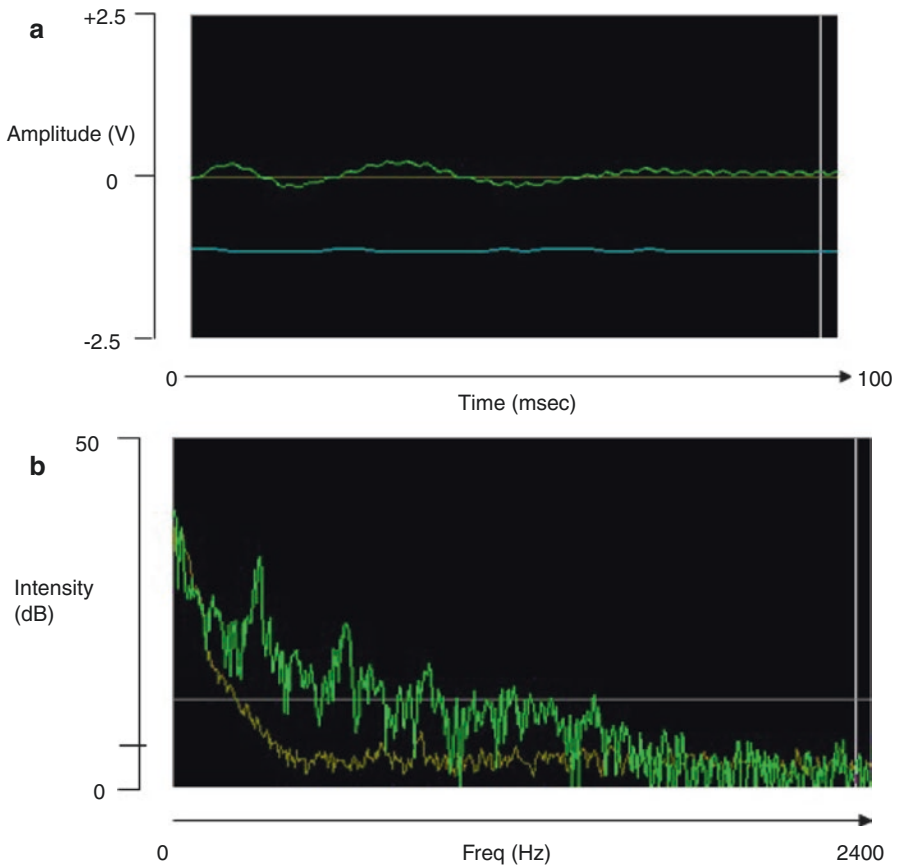 +2.5
a
Amplitude (V)
0
-2.5
0 100
Time (msec)
50
b
Intensity
(dB)
0
0 Freq (Hz) 2400